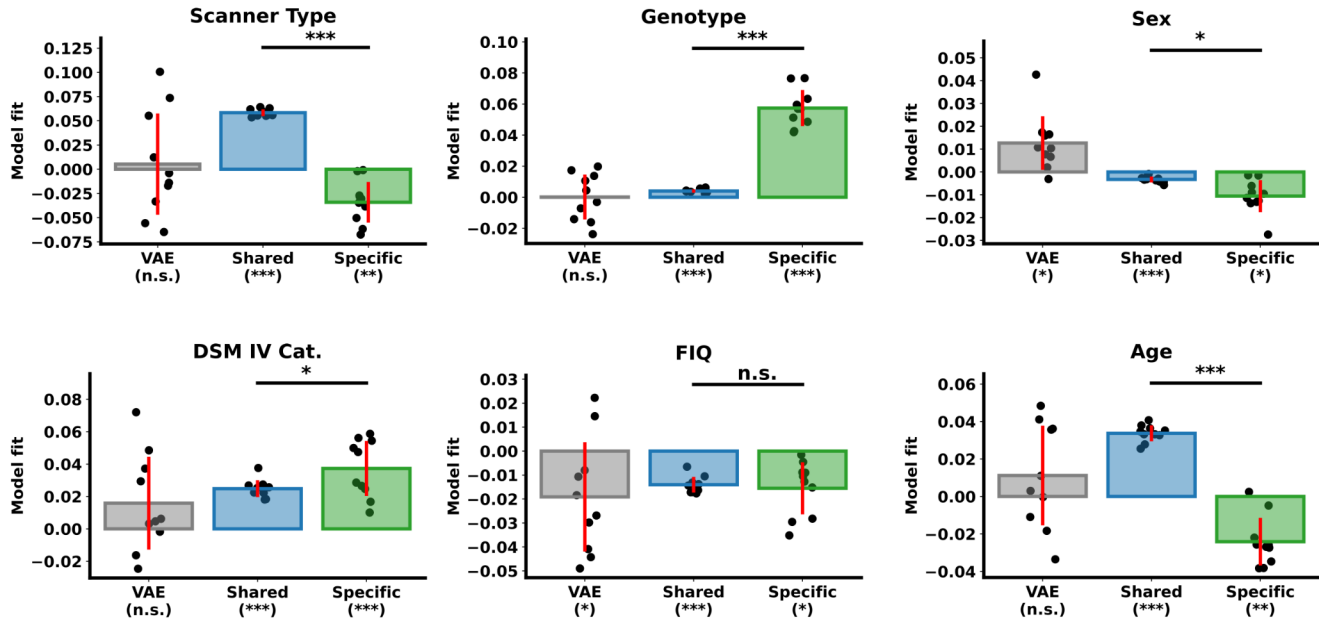 Scanner Type
***
Model fit
0.125
0.100
0.075
0.050
0.025
0.000
−0.025
−0.050
−0.075
VAE
(n.s.)
Shared
(***)
Specific
(**)
Genotype
***
Model fit
0.10
0.08
0.06
0.04
0.02
0.00
−0.02
VAE
(n.s.)
Shared
(***)
Specific
(***)
Sex
*
Model fit
0.05
0.04
0.03
0.02
0.01
0.00
−0.01
−0.02
−0.03
VAE
(*)
Shared
(***)
Specific
(*)
DSM IV Cat.
*
Model fit
0.08
0.06
0.04
0.02
0.00
−0.02
VAE
(n.s.)
Shared
(***)
Specific
(***)
FIQ
n.s.
Model fit
0.03
0.02
0.01
0.00
−0.01
−0.02
−0.03
−0.04
−0.05
VAE
(*)
Shared
(***)
Specific
(*)
Age
***
Model fit
0.06
0.04
0.02
0.00
−0.02
−0.04
VAE
(n.s.)
Shared
(***)
Specific
(**)